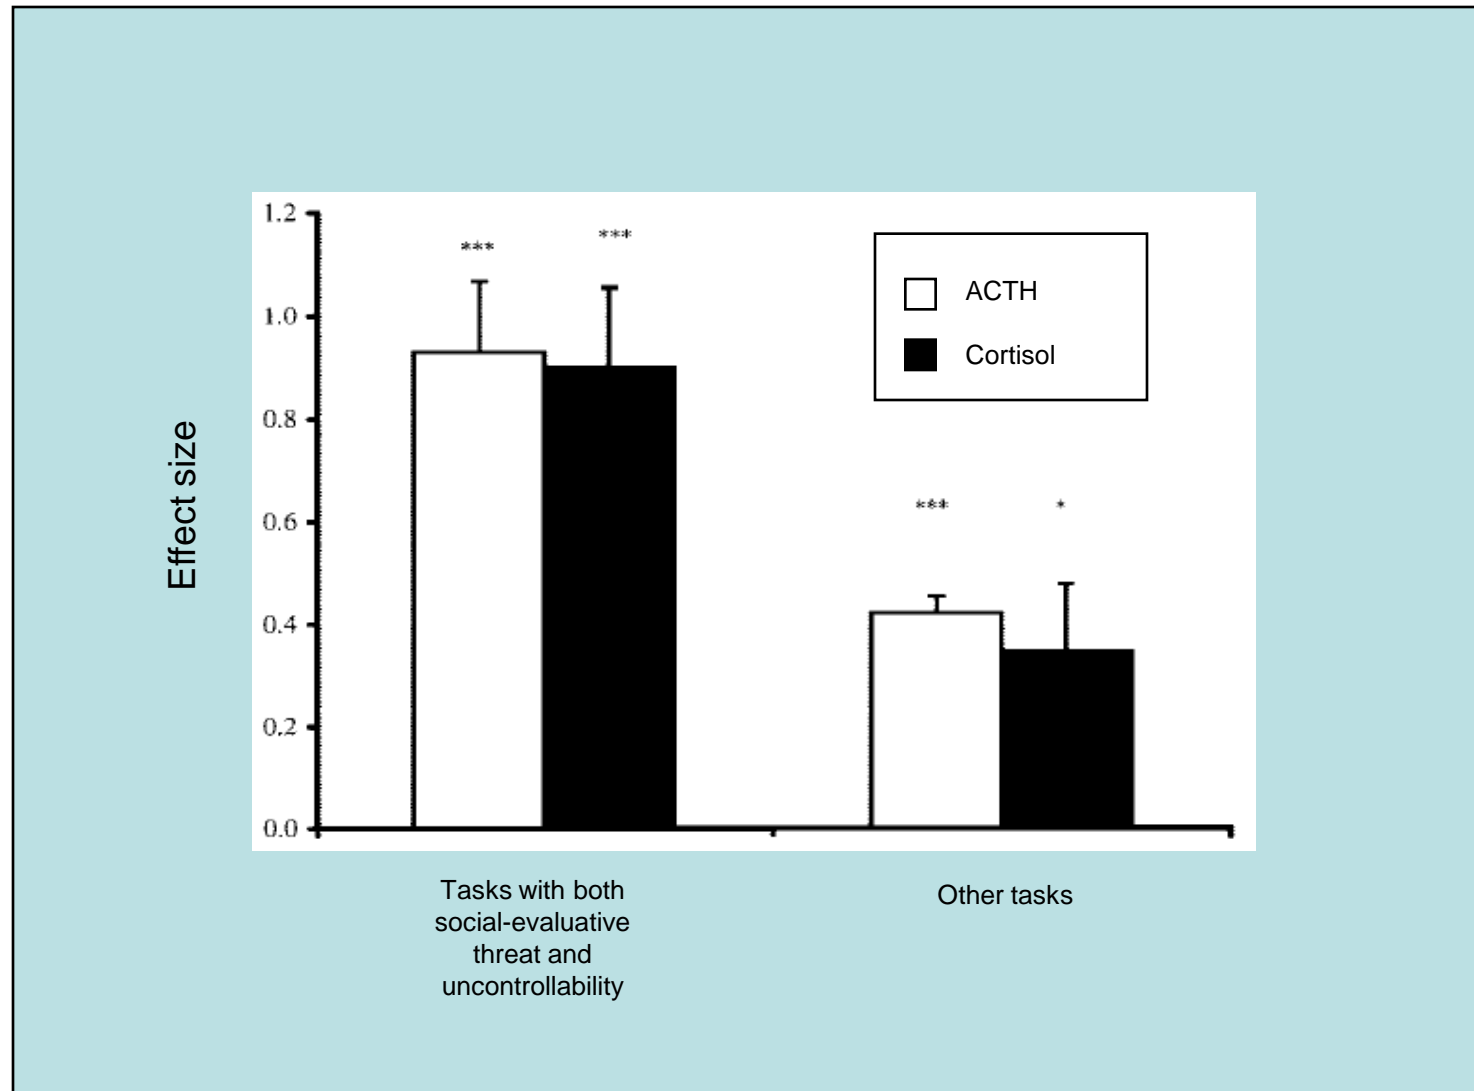 1.2
1.0
0.8
0.6
0.4
0.2
0.0
Effect size
***
***
***
*
ACTH
Cortisol
Tasks with both
social-evaluative
threat and
uncontrollability
Other tasks